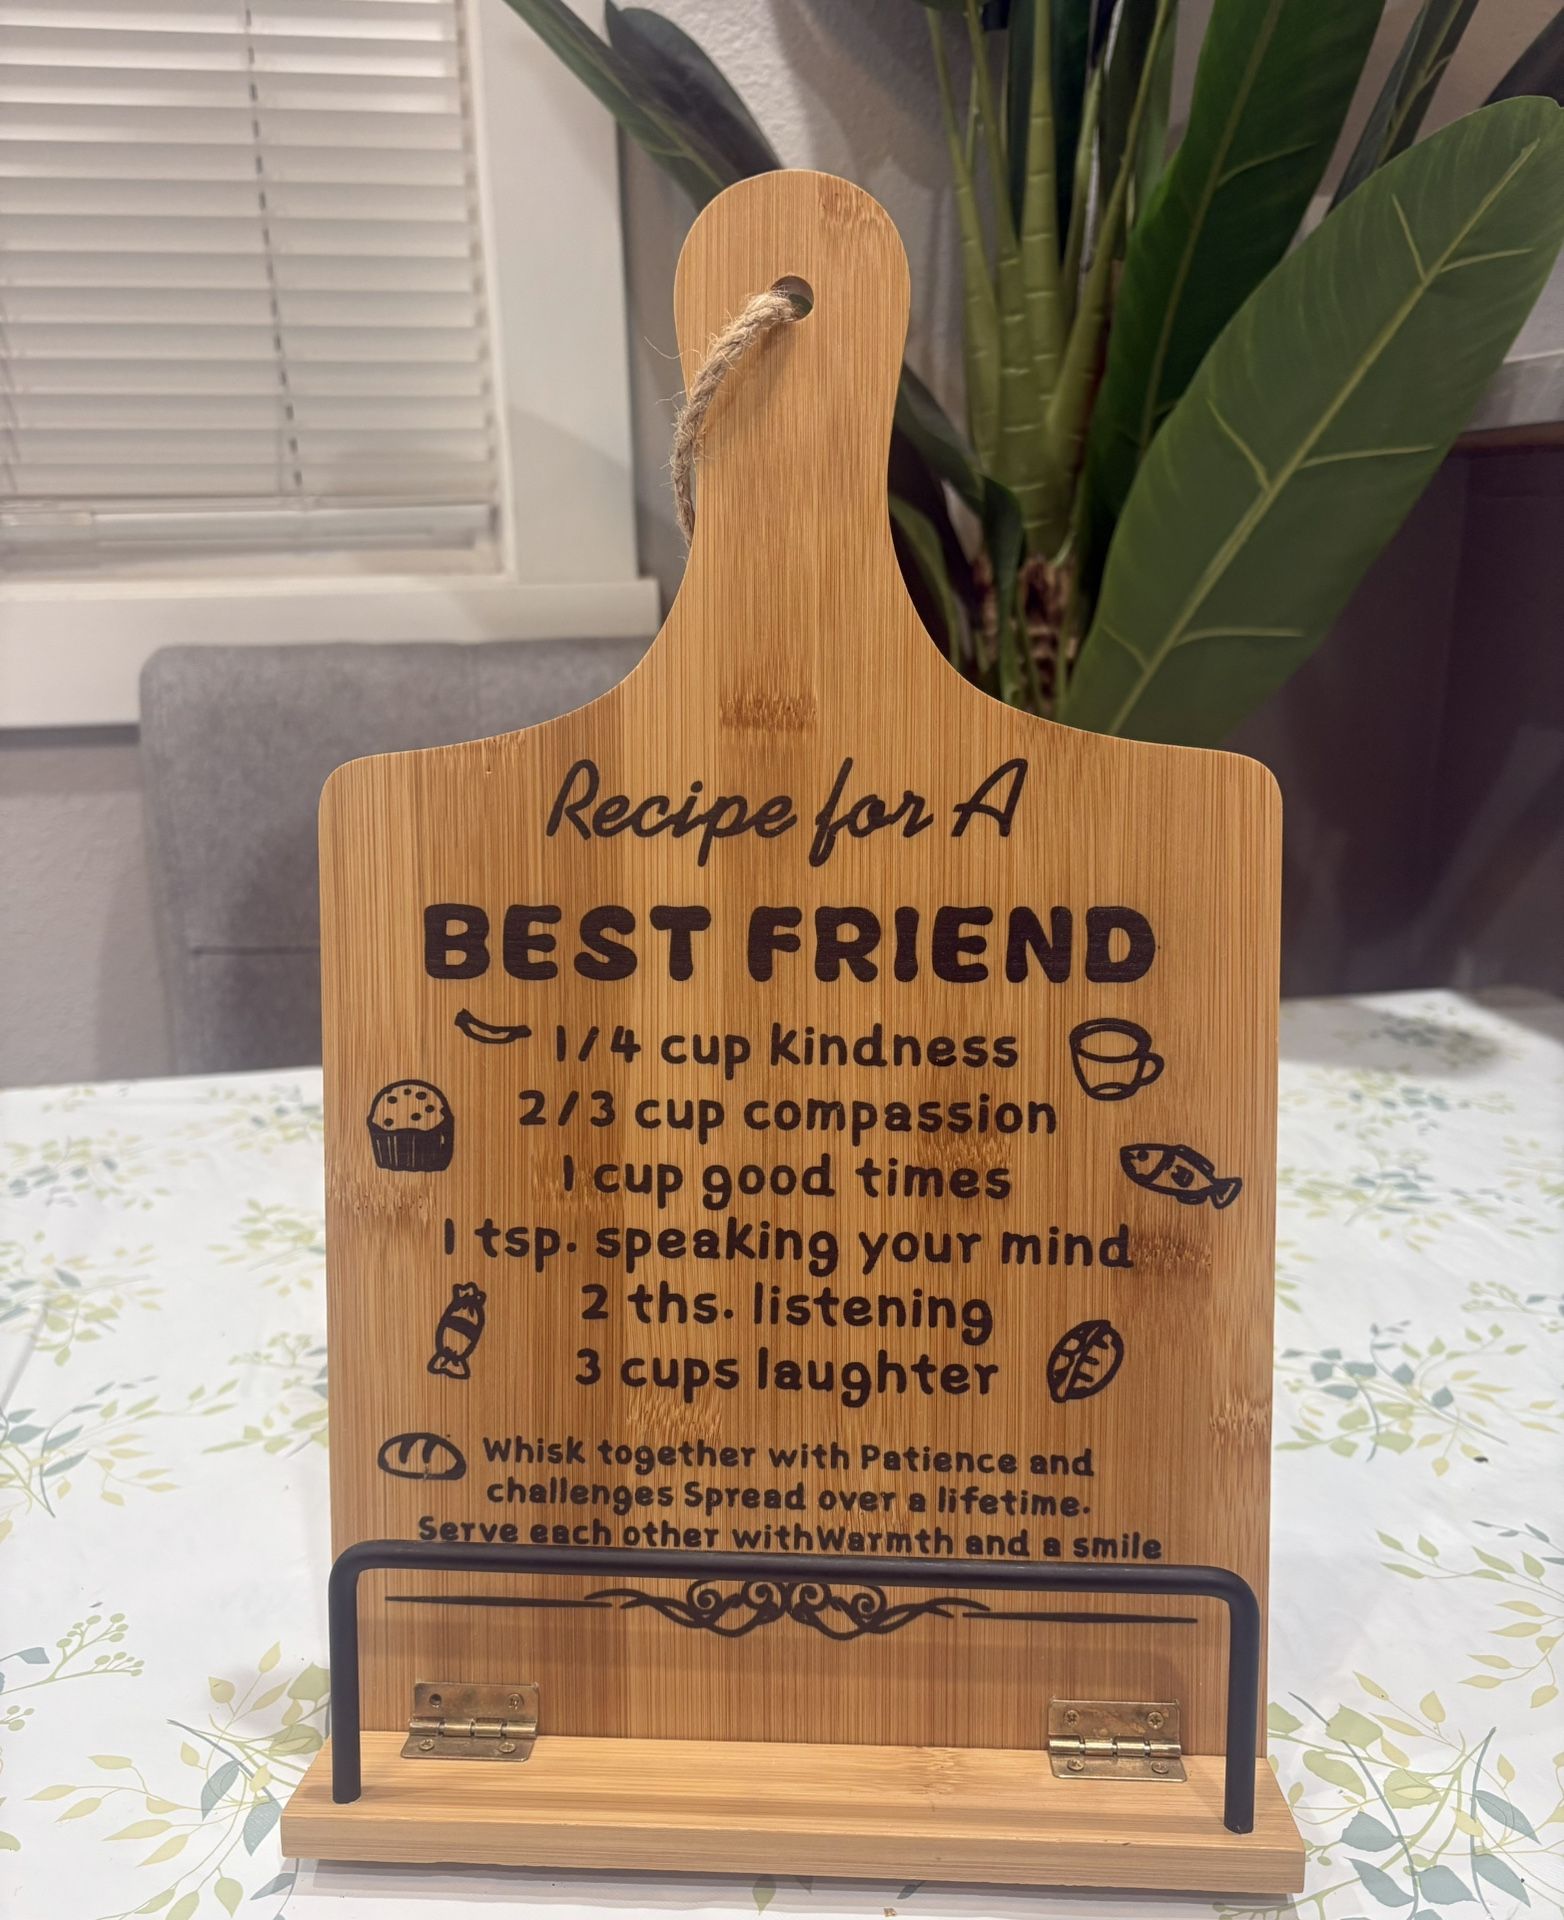 Recipe for A
BEST FRIEND
1/4 cup kindness
2/3 cup compassion
1 cup good times
1 tsp. speaking your mind
2 ths. listening
3 cups laughter
Whisk together with Patience and
challenges Spread over a lifetime.
Serve each other withWarmth and a smile